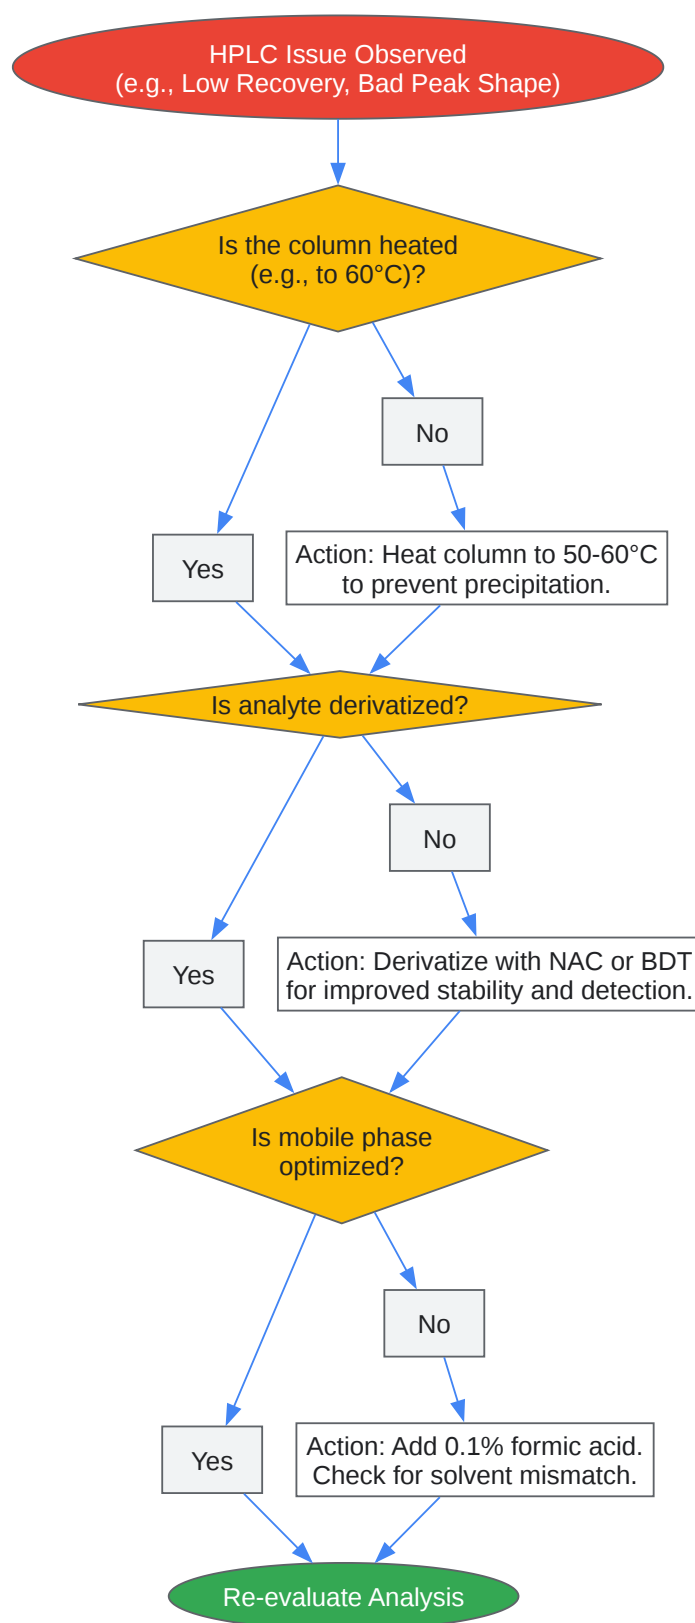 HPLC Issue Observed
(e.g., Low Recovery, Bad Peak Shape)
Is the column heated
(e.g., to 60°C)?
No
Yes
Action: Heat column to 50-60°C
to prevent precipitation.
Is analyte derivatized?
No
Yes
Action: Derivatize with NAC or BDT
for improved stability and detection.
Is mobile phase
optimized?
No
Yes
Action: Add 0.1% formic acid.
Check for solvent mismatch.
Re-evaluate Analysis